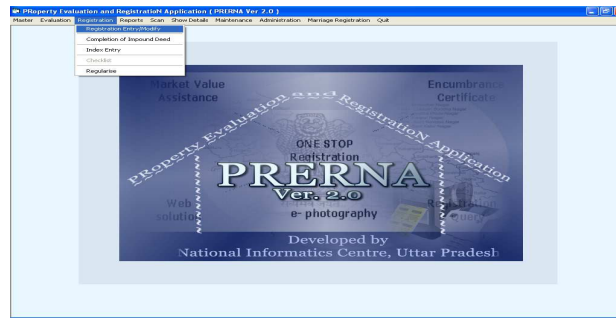 PRoperty Evaluation and RegistratioN Application ( PRERNA Ver 2.0 )
Master Evaluation Registration Reports Scan Show Details Maintenance Administration Marriage Registration Quit
Registration Entry/Modify
Completion of Impound Deed
Index Entry
Checklist
Regularise
Market Value
Assistance
Encumbrance
Certificate
PRoperty Evaluation and RegistratioN Application
ONE STOP
Registration
PRERNA
Ver. 2.0
Web
solution
e- photography
Developed by
National Informatics Centre, Uttar Pradesh